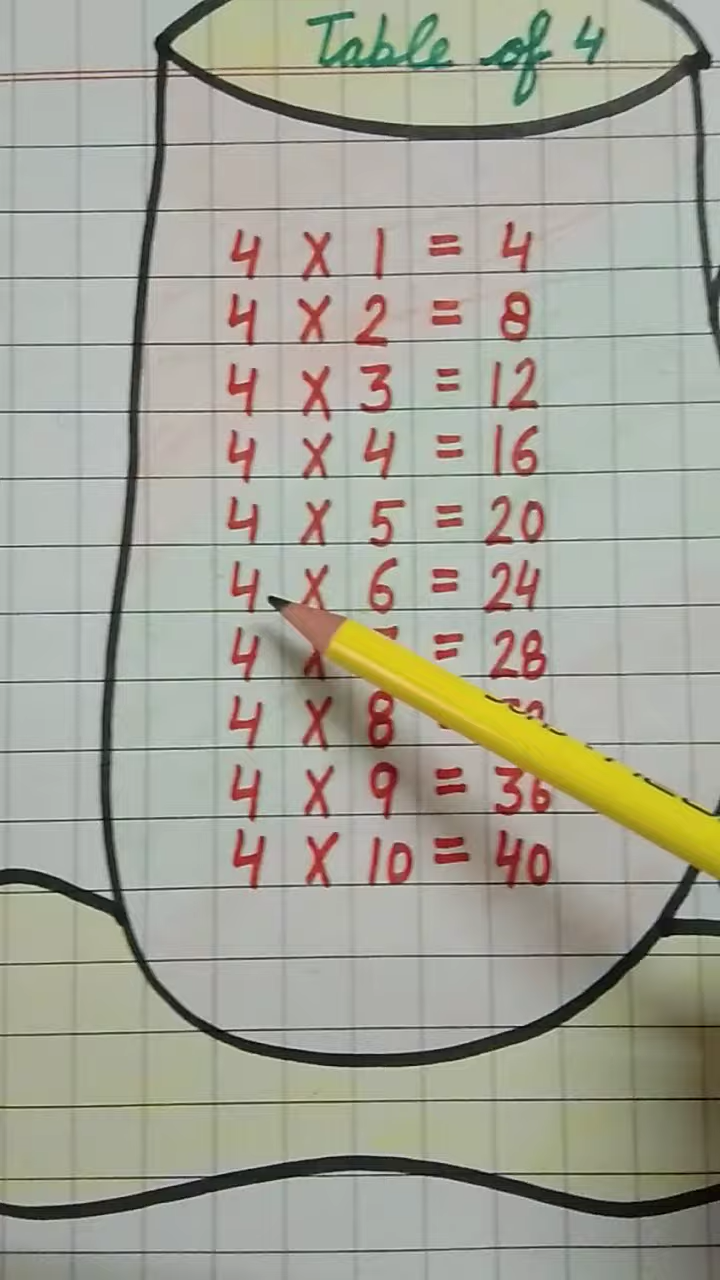 Table of 4
4 X 1 = 4
4 X 2 = 8
4 X 3 = 12
4 X 4 = 16
4 X 5 = 20
4 X 6 = 24
4 X = 28
4 X 8 =
4 X 9 = 36
4 X 10 = 40